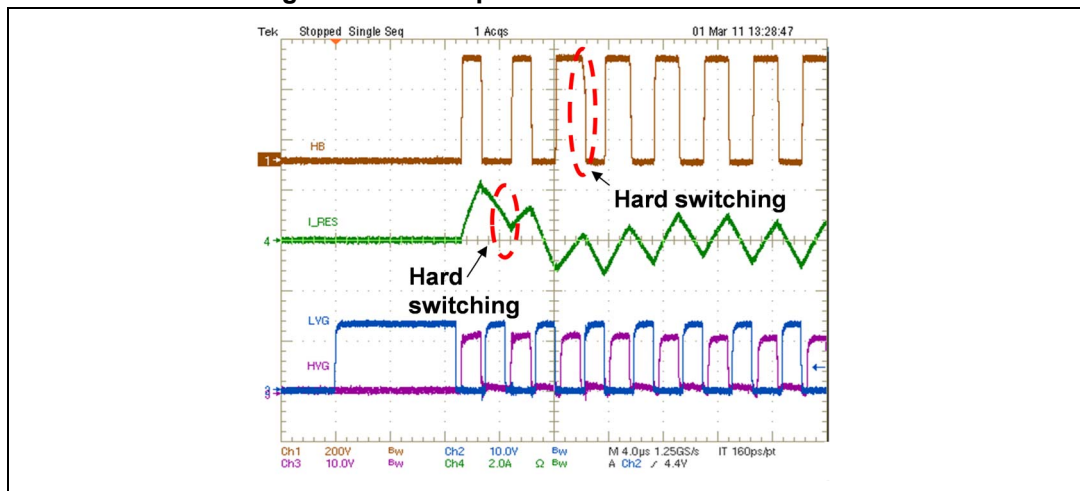 Tek Stopped Single Seq 1 Acqs 01 Mar 11 13:28:47
HB
1
Hard switching
I_RES
4
Hard
switching
LVG
HVG
Ch1 200V Bw Ch2 10.0V Bw M 4.0µs 1.25GS/s IT 160ps/pt
Ch3 10.0V Bw Ch4 2.0A Ω Bw A Ch2 ⁄ 4.4V